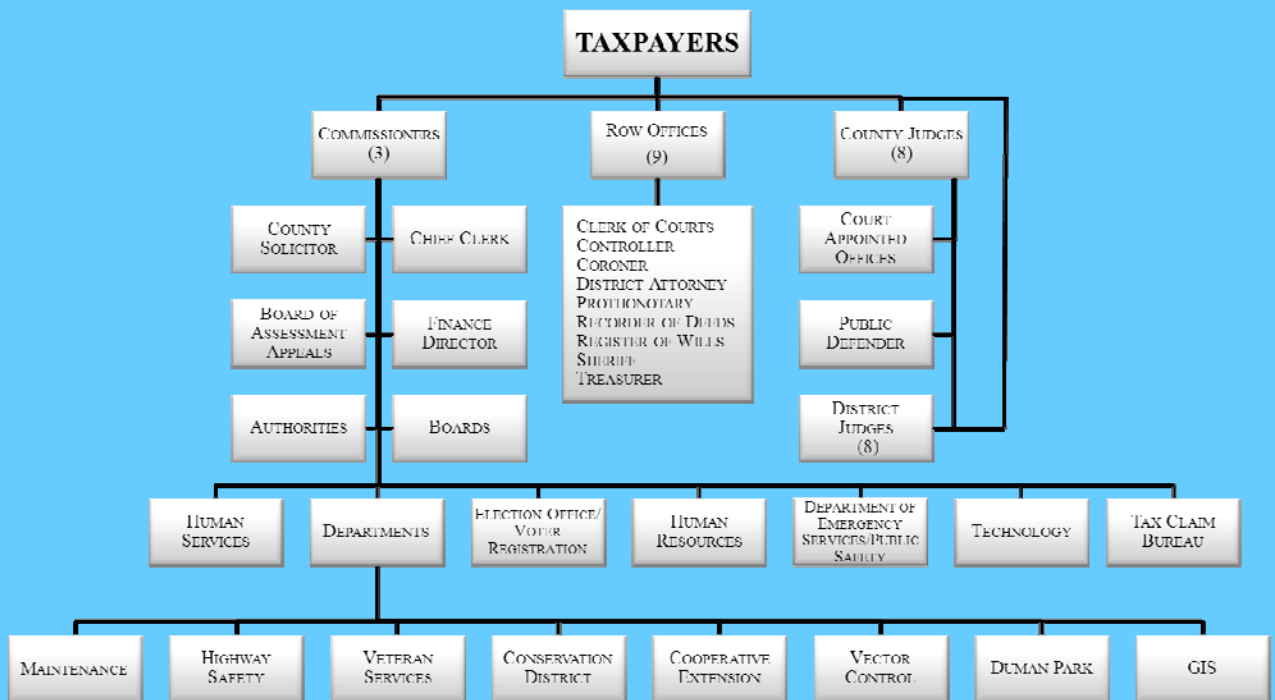 TAXPAYERS
COMMISSIONERS
(3)
ROW OFFICES
(9)
COUNTY JUDGES
(8)
COUNTY
SOLICITOR
CHIEF CLERK
BOARD OF
ASSESSMENT
APPEALS
FINANCE
DIRECTOR
AUTHORITIES
BOARDS
CLERK OF COURTS
CONTROLLER
CORONER
DISTRICT ATTORNEY
PROTHONOTARY
RECORDER OF DEEDS
REGISTER OF WILLS
SHERIFF
TREASURER
COURT
APPOINTED
OFFICES
PUBLIC
DEFENDER
DISTRICT
JUDGES
(8)
HUMAN
SERVICES
DEPARTMENTS
ELECTION OFFICE/
VOTER
REGISTRATION
HUMAN
RESOURCES
DEPARTMENT OF
EMERGENCY
SERVICES/PUBLIC
SAFETY
TECHNOLOGY
TAX CLAIM
BUREAU
MAINTENANCE
HIGHWAY
SAFETY
VETERAN
SERVICES
CONSERVATION
DISTRICT
COOPERATIVE
EXTENSION
VECTOR
CONTROL
DUMAN PARK
GIS